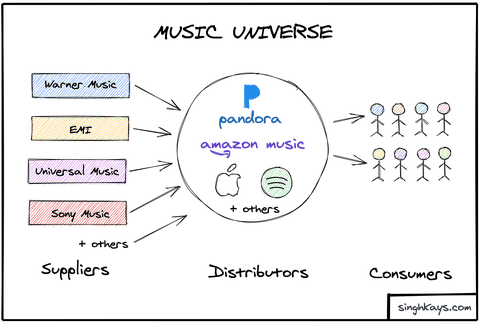 MUSIC UNIVERSE
Warner Music
EMI
Universal Music
Sony Music
+ others
Suppliers
pandora
amazon music
+ others
Distributors
Consumers
singhkays.com